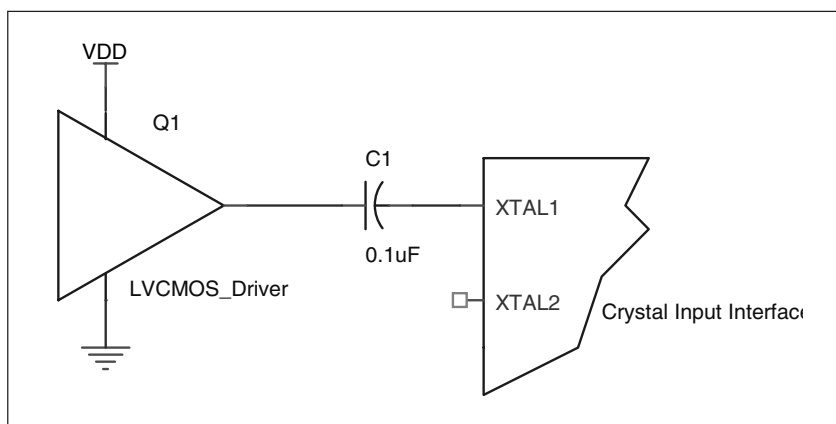 VDD
Q1
C1
XTAL1
0.1uF
LVCMOS_Driver
XTAL2
Crystal Input Interface